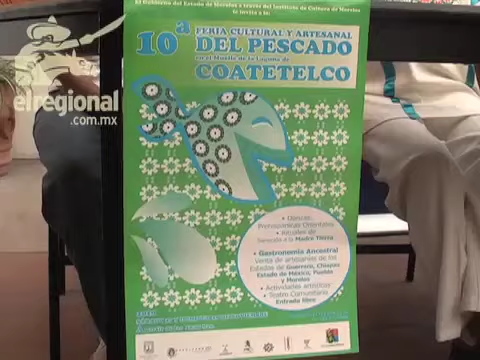 El Gobierno del Estado de Morelos a través del Instituto de Cultura de Morelos
te invita a la:
10ª FERIA CULTURAL Y ARTESANAL
DEL PESCADO
en el Muelle de la Laguna de
COATETELCO
elregional
.com.mx
• Danzas
Prehispánicas
• Rituales de
a la Madre Tierra
• Gastronomía Ancestral
Venta de artesanías de los
Estados de Guerrero, Chiapas
Estado de México, Puebla
y Morelos
• Actividades artísticas
• Teatro Comunitario
Entrada libre